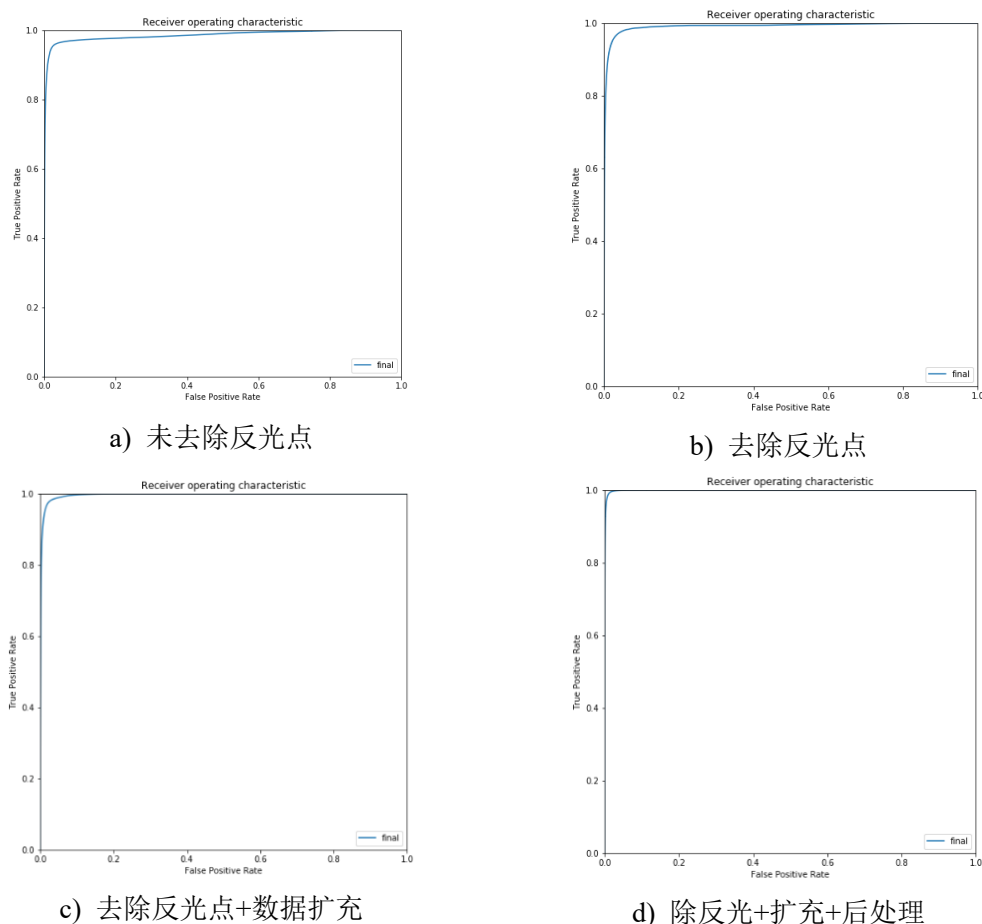 Receiver operating characteristic
1.0
0.8
0.6
0.4
0.2
0.0
True Positive Rate
final
0.0 0.2 0.4 0.6 0.8 1.0
False Positive Rate
a) 未去除反光点
Receiver operating characteristic
1.0
0.8
0.6
0.4
0.2
0.0
True Positive Rate
final
0.0 0.2 0.4 0.6 0.8 1.0
False Positive Rate
b) 去除反光点
Receiver operating characteristic
1.0
0.8
0.6
0.4
0.2
0.0
True Positive Rate
final
0.0 0.2 0.4 0.6 0.8 1.0
False Positive Rate
c) 去除反光点+数据扩充
Receiver operating characteristic
1.0
0.8
0.6
0.4
0.2
0.0
True Positive Rate
final
0.0 0.2 0.4 0.6 0.8 1.0
False Positive Rate
d) 除反光+扩充+后处理